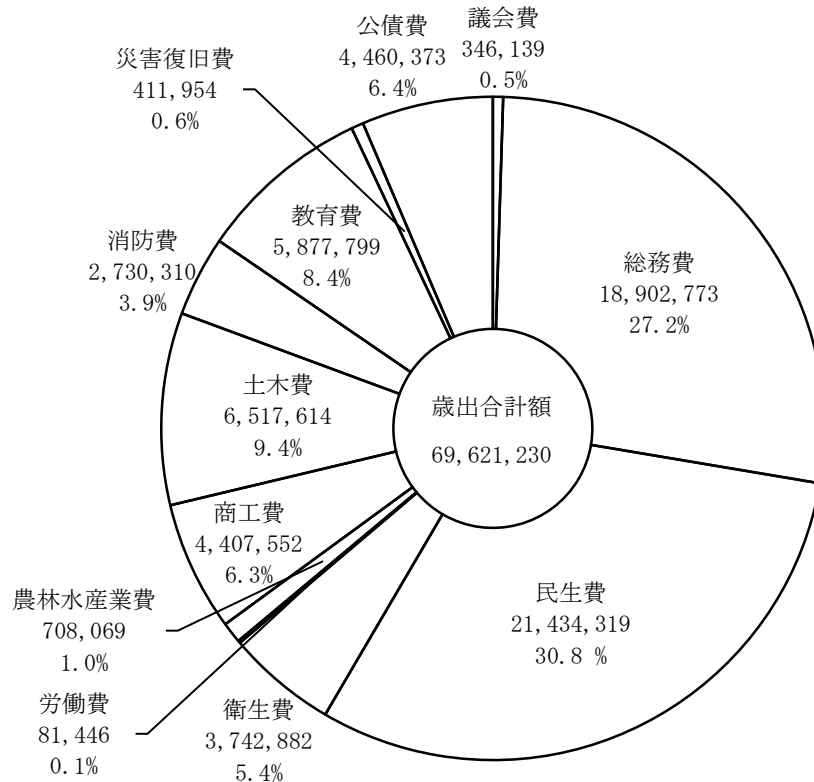 公債費
4,460,373
6.4%
議会費
346,139
0.5%
災害復旧費
411,954
0.6%
教育費
5,877,799
8.4%
消防費
2,730,310
3.9%
総務費
18,902,773
27.2%
土木費
6,517,614
9.4%
歳出合計額
69,621,230
商工費
4,407,552
6.3%
農林水産業費
708,069
1.0%
民生費
21,434,319
30.8 %
労働費
81,446
0.1%
衛生費
3,742,882
5.4%